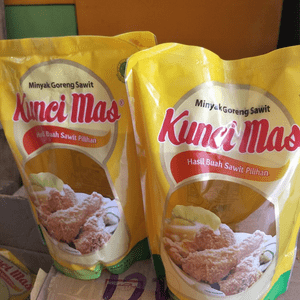 Minyak Goreng Sawit
Kunci Mas
Hasil Buah Sawit Pilihan
Minyak Goreng Sawit
Kunci Mas
Hasil Buah Sawit Pilihan